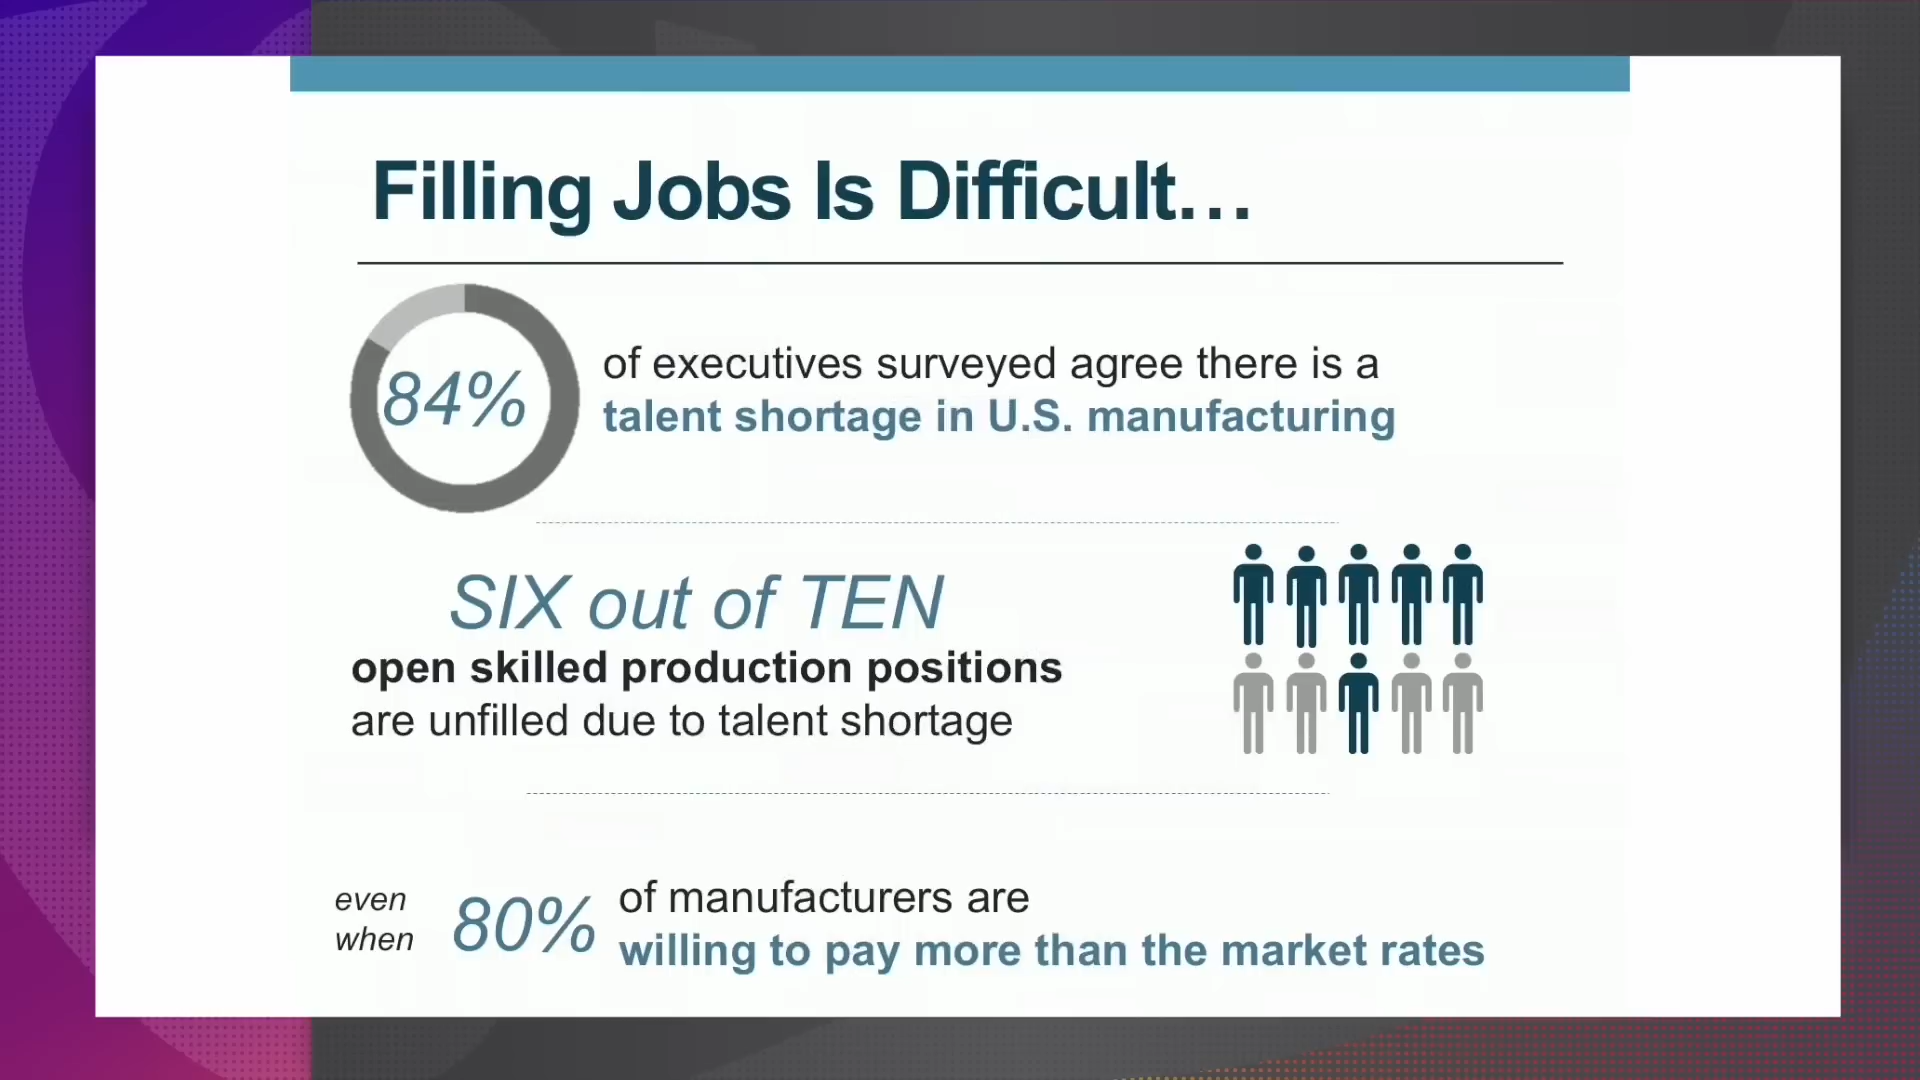 Filling Jobs Is Difficult…
84%
of executives surveyed agree there is a
talent shortage in U.S. manufacturing
SIX out of TEN
open skilled production positions
are unfilled due to talent shortage
even
when
80%
of manufacturers are
willing to pay more than the market rates